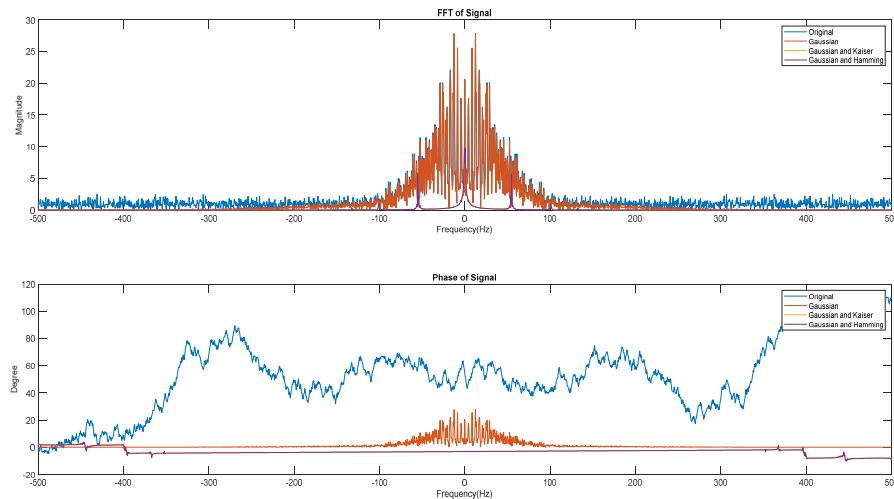 FFT of Signal
30
25
20
15
10
5
0
Magnitude
Original
Gaussian
Gaussian and Kaiser
Gaussian and Hamming
-500 -400 -300 -200 -100 0 100 200 300 400 500
Frequency(Hz)
Phase of Signal
120
100
80
60
40
20
0
-20
Degree
Original
Gaussian
Gaussian and Kaiser
Gaussian and Hamming
-500 -400 -300 -200 -100 0 100 200 300 400 500
Frequency(Hz)